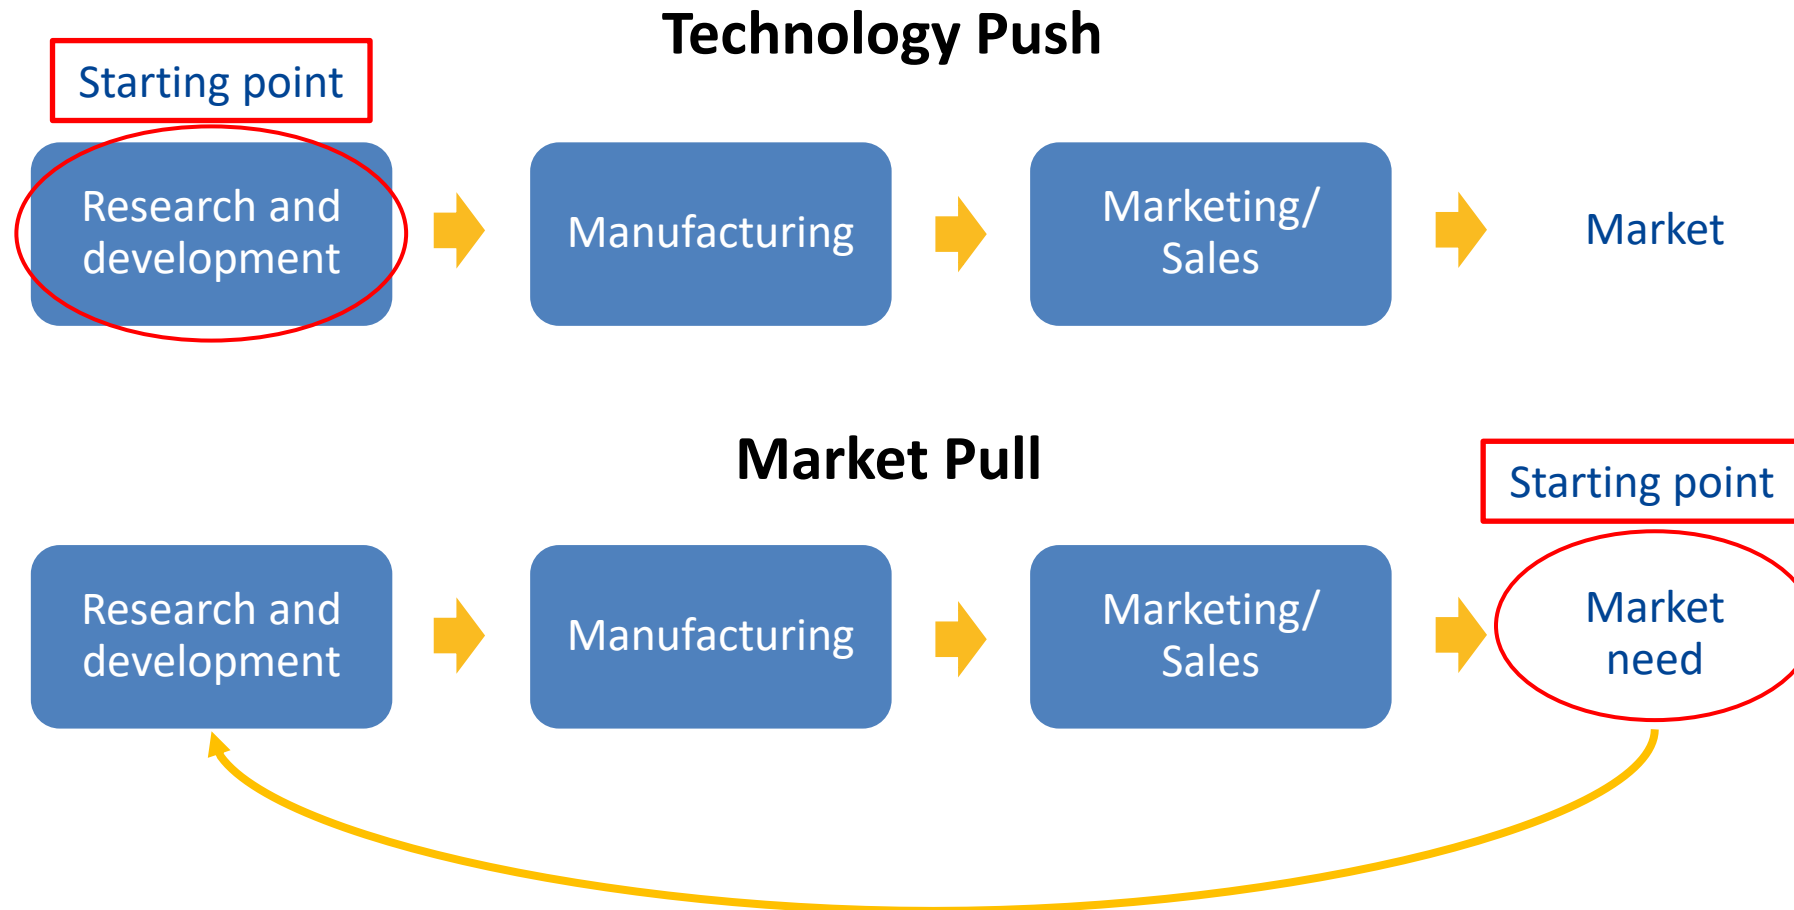 Technology Push
Starting point
Research and
development
Manufacturing
Marketing/
Sales
Market
Market Pull
Starting point
Research and
development
Manufacturing
Marketing/
Sales
Market
need